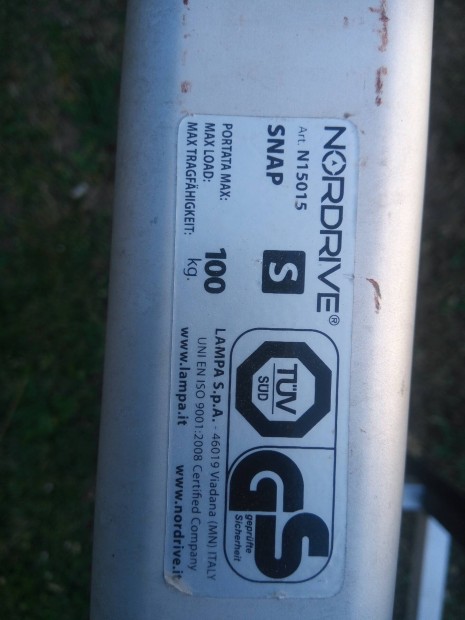 NORDRIVE®
Art. N15015
SNAP
S
PORTATA MAX:
MAX LOAD:
MAX TRAGFÄHIGKEIT:
100
kg.
TÜV
SÜD
GS
geprüfte
Sicherheit
LAMPA S.p.A. - 46019 Viadana (MN) ITALY
UNI EN ISO 9001:2008 Certified Company
www.lampa.it www.nordrive.it